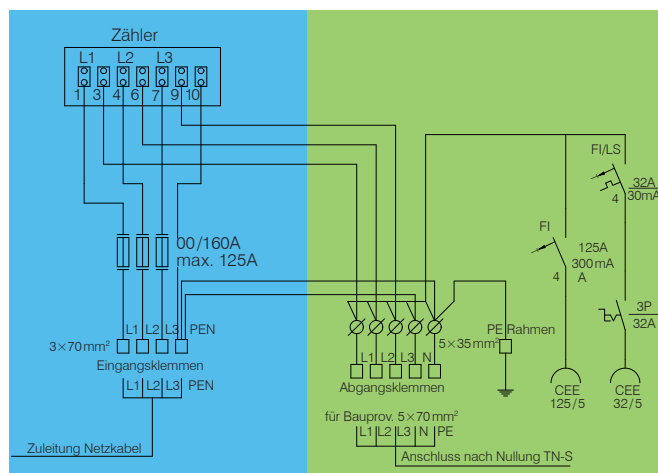 Zähler
L1 L2 L3
1 3 4 6 7 9 10
00/160A
max. 125A
FI/LS
32A
30mA
4
FI
125A
300mA
A
4
3P
32A
L1 L2 L3 PEN
3×70mm²
Eingangsklemmen
L1 L2 L3 PEN
Zuleitung Netzkabel
PE Rahmen
5×35mm²
L1 L2 L3 N
Abgangsklemmen
für Bauprov. 5×70mm²
L1 L2 L3 N PE
Anschluss nach Nullung TN-S
CEE
125/5
CEE
32/5